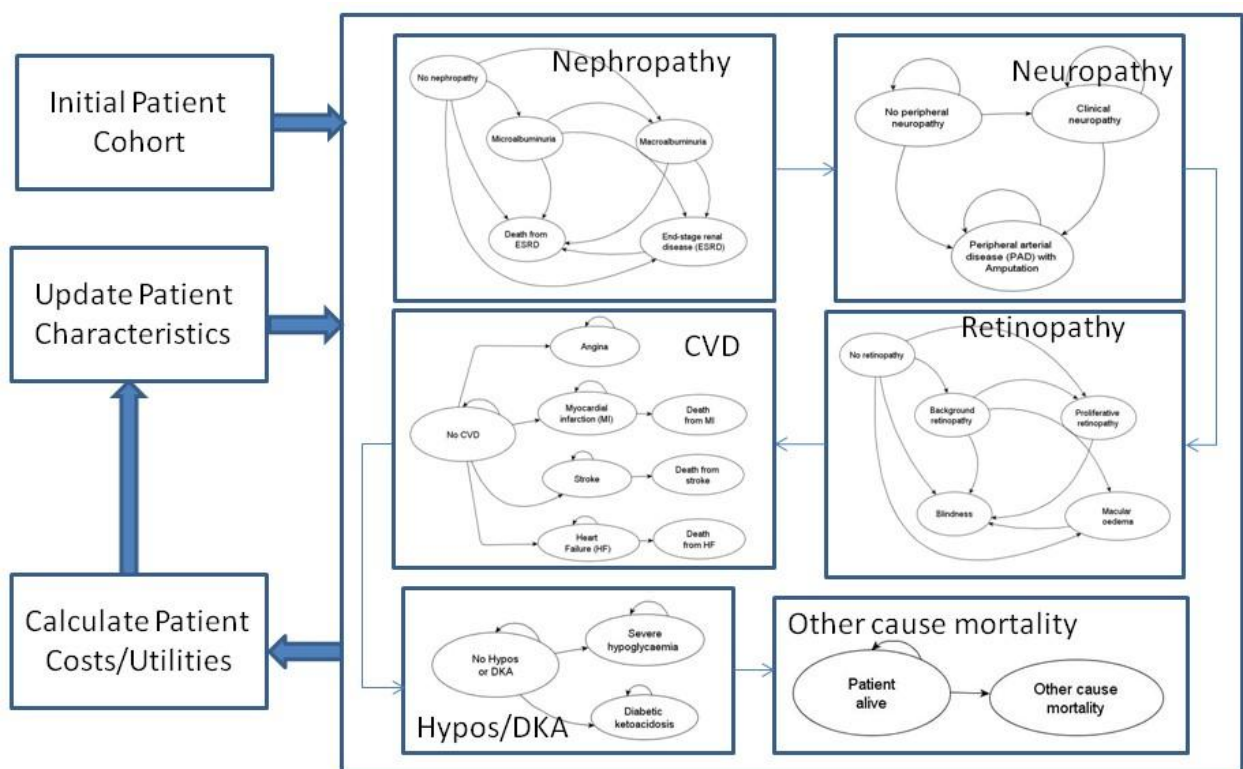 Initial Patient
Cohort
Update Patient
Characteristics
Calculate Patient
Costs/Utilities
Nephropathy
No nephropathy
Microalbuminuria
Macroalbuminuria
Death from
ESRD
End-stage renal
disease (ESRD)
Neuropathy
No peripheral
neuropathy
Clinical
neuropathy
Peripheral arterial
disease (PAD) with
Amputation
CVD
Angina
No CVD
Myocardial
infarction (MI)
Death
from MI
Stroke
Death from
stroke
Heart
Failure (HF)
Death
from HF
Retinopathy
No retinopathy
Background
retinopathy
Proliferative
retinopathy
Blindness
Macular
oedema
Hypos/DKA
No Hypos
or DKA
Severe
hypoglycaemia
Diabetic
ketoacidosis
Other cause mortality
Patient
alive
Other cause
mortality